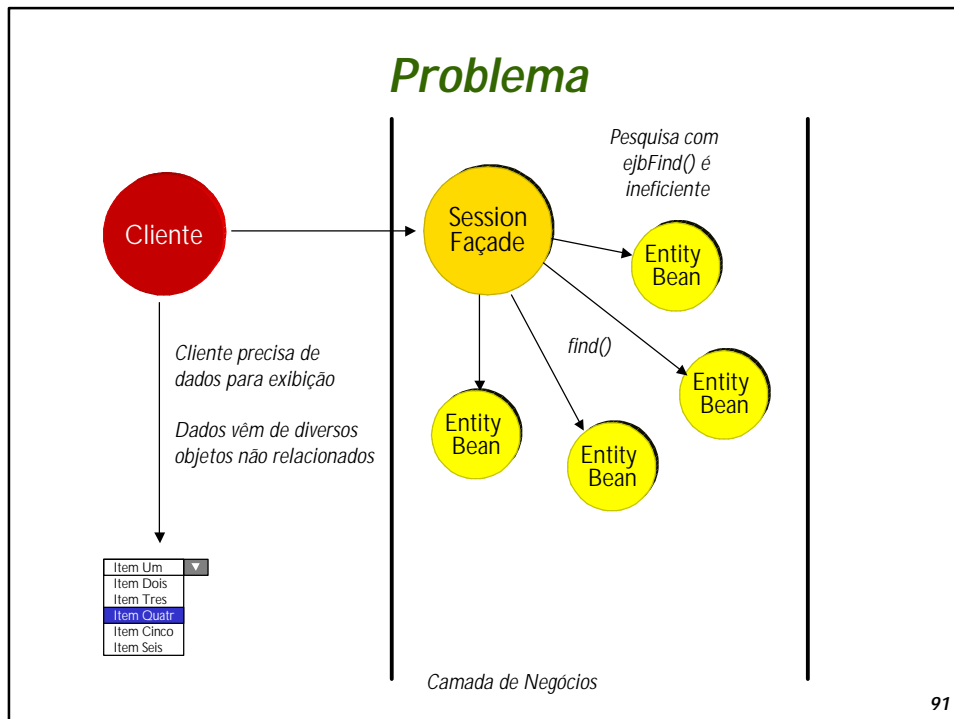 Problema
Pesquisa com
ejbFind() é
ineficiente
Cliente
Session
Façade
Entity
Bean
Cliente precisa de
dados para exibição
find()
Entity
Bean
Dados vêm de diversos
objetos não relacionados
Entity
Bean
Entity
Bean
Item Um
Item Dois
Item Tres
Item Quatr
Item Cinco
Item Seis
Camada de Negócios
91